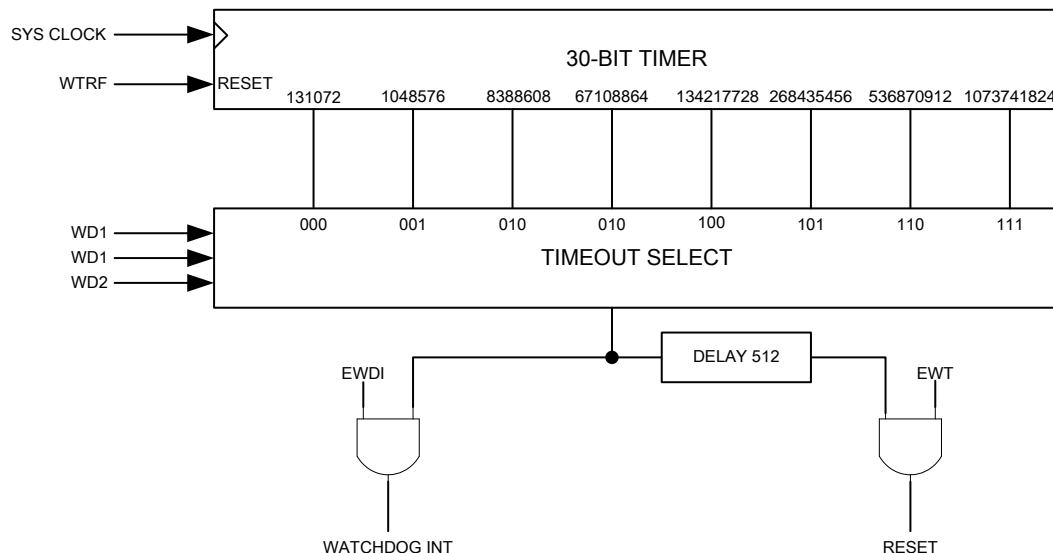 SYS CLOCK
30-BIT TIMER
WTRF
RESET
131072 1048576 8388608 67108864 134217728 268435456 536870912 1073741824
000 001 010 010 100 101 110 111
WD1
WD1
TIMEOUT SELECT
WD2
DELAY 512
EWDI
EWT
WATCHDOG INT
RESET